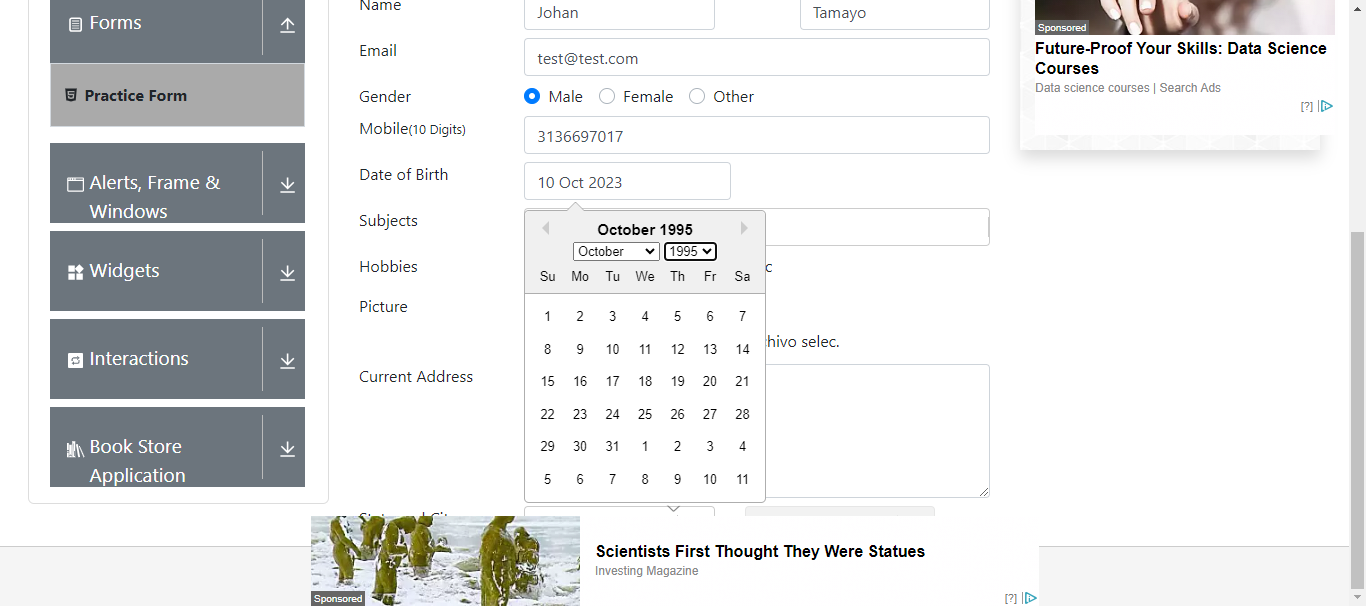 Forms
Practice Form
Alerts, Frame &
Windows
Widgets
Interactions
Book Store
Application
Name
Johan
Tamayo
Email
test@test.com
Gender
Male
Female
Other
Mobile(10 Digits)
3136697017
Date of Birth
10 Oct 2023
Subjects
October 1995
October
1995
Su Mo Tu We Th Fr Sa
1 2 3 4 5 6 7
8 9 10 11 12 13 14
15 16 17 18 19 20 21
22 23 24 25 26 27 28
29 30 31 1 2 3 4
5 6 7 8 9 10 11
Hobbies
c
Picture
hivo selec.
Current Address
Sponsored
Future-Proof Your Skills: Data Science
Courses
Data science courses | Search Ads
[?]
Sponsored
Scientists First Thought They Were Statues
Investing Magazine
[?]